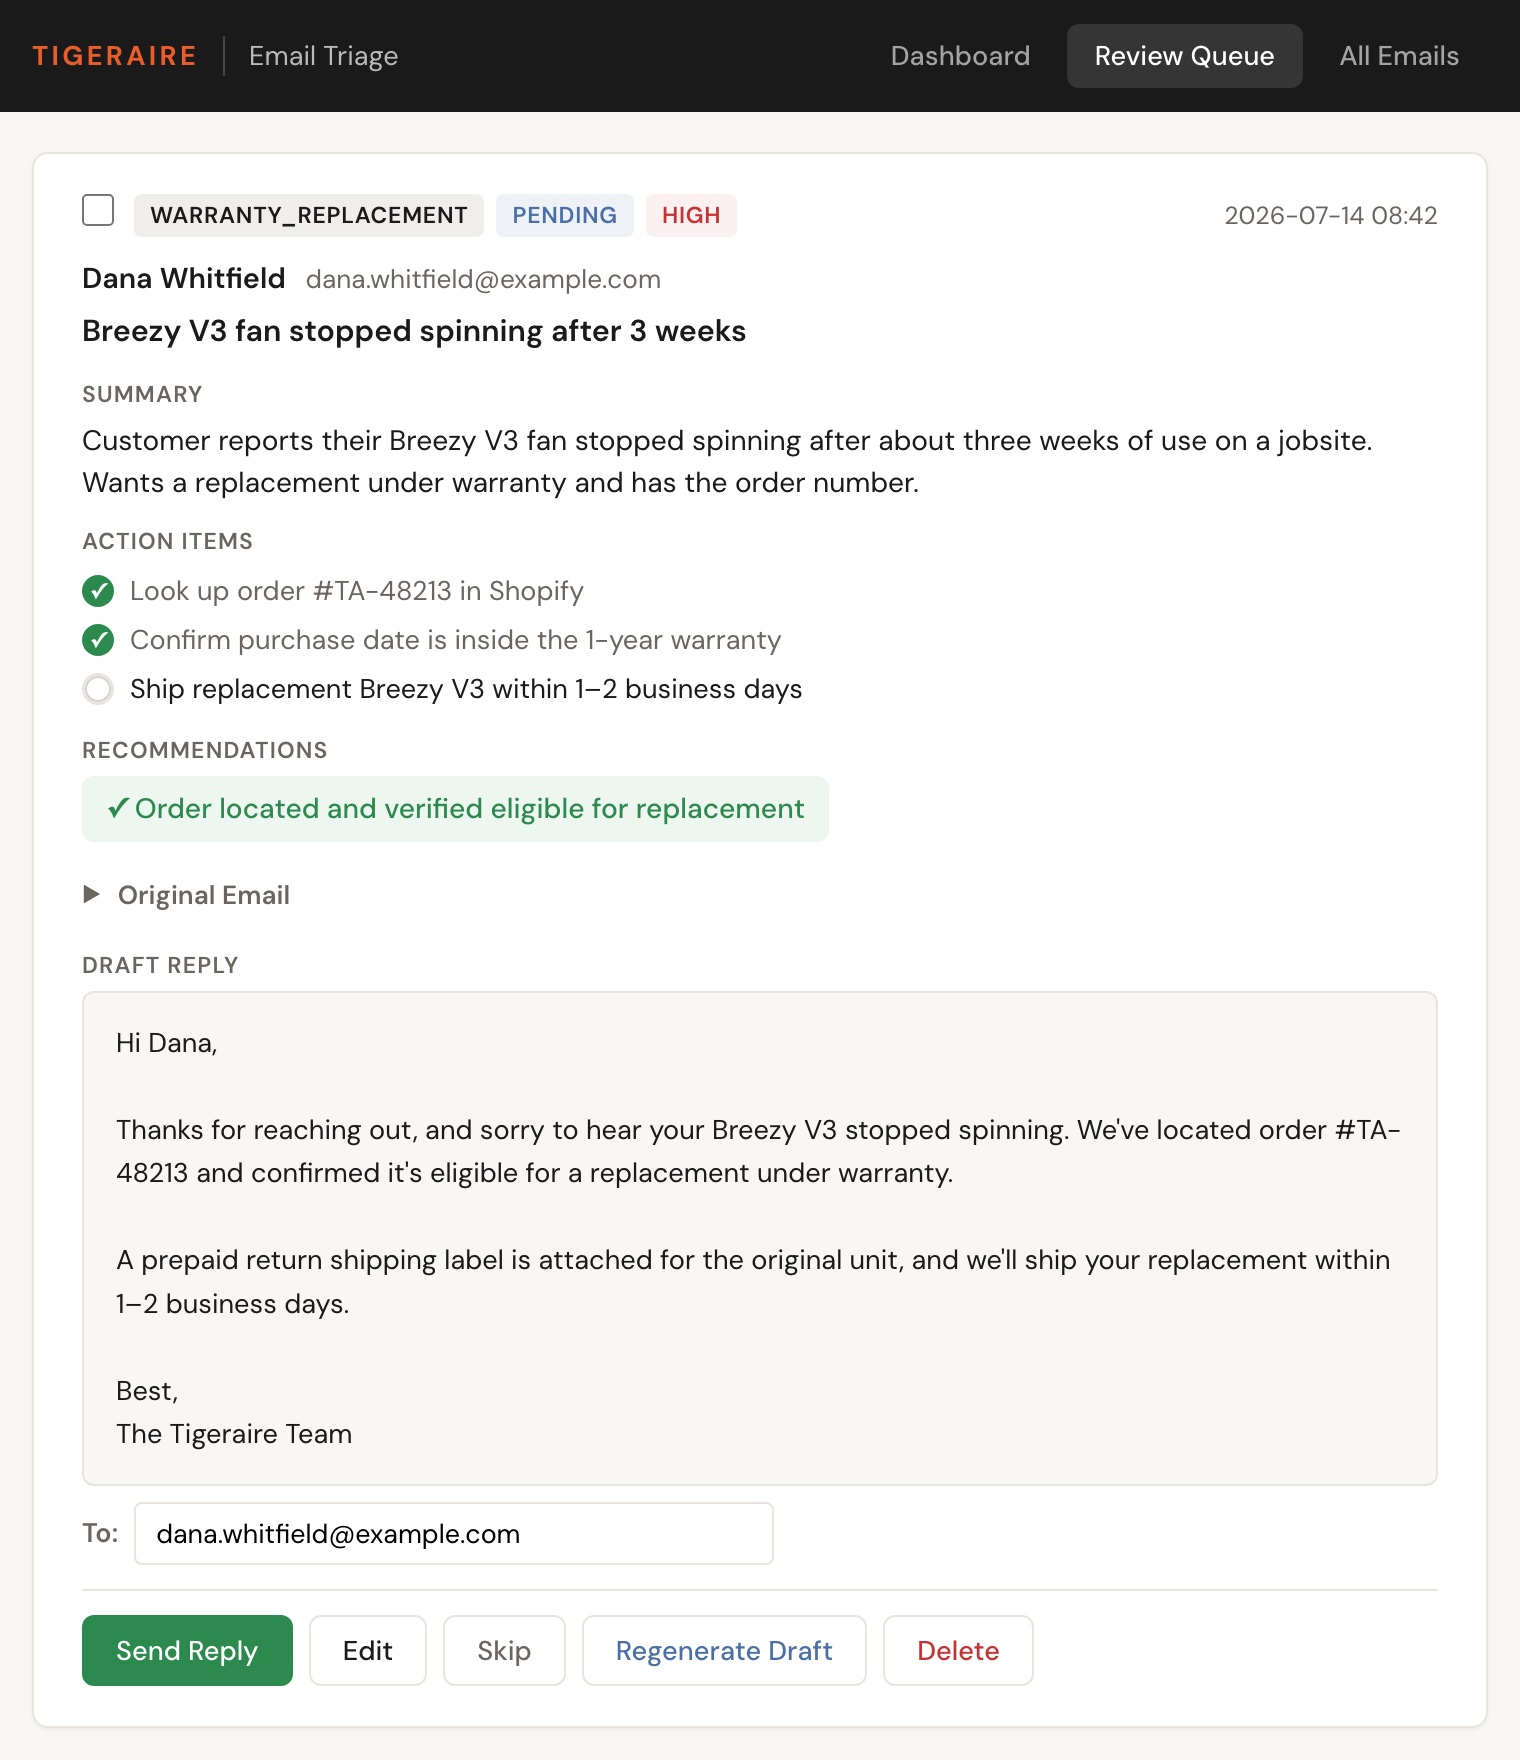 TIGERAIRE
Email Triage
Dashboard
Review Queue
All Emails
WARRANTY_REPLACEMENT
PENDING
HIGH
2026-07-14 08:42
Dana Whitfield dana.whitfield@example.com
Breezy V3 fan stopped spinning after 3 weeks
SUMMARY
Customer reports their Breezy V3 fan stopped spinning after about three weeks of use on a jobsite.
Wants a replacement under warranty and has the order number.
ACTION ITEMS
✓ Look up order #TA-48213 in Shopify
✓ Confirm purchase date is inside the 1-year warranty
Ship replacement Breezy V3 within 1–2 business days
RECOMMENDATIONS
✓ Order located and verified eligible for replacement
▶ Original Email
DRAFT REPLY
Hi Dana,
Thanks for reaching out, and sorry to hear your Breezy V3 stopped spinning. We've located order #TA-
48213 and confirmed it's eligible for a replacement under warranty.
A prepaid return shipping label is attached for the original unit, and we'll ship your replacement within
1–2 business days.
Best,
The Tigeraire Team
To: dana.whitfield@example.com
Send Reply
Edit
Skip
Regenerate Draft
Delete